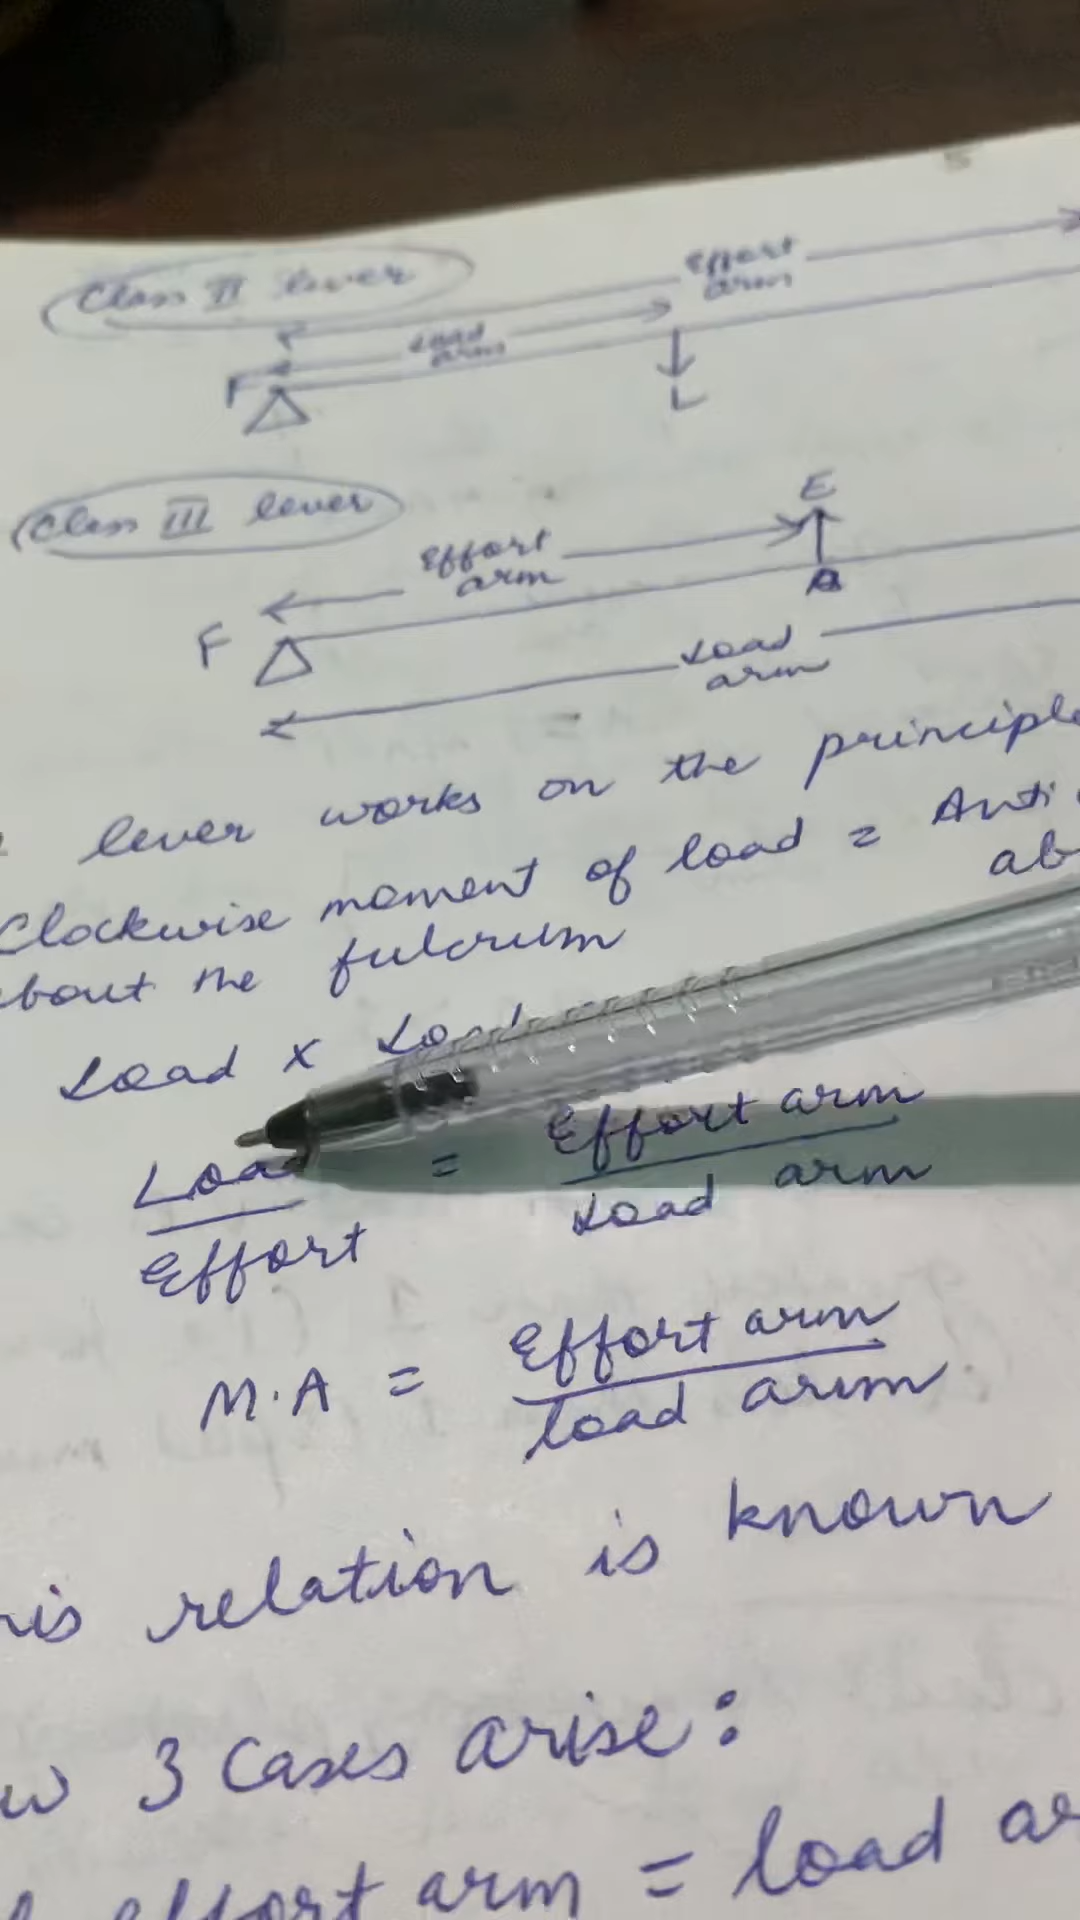 Class II lever
Effort
arm
Load
arm
F
L
Class III lever
E
Effort
arm
A
F
Load
arm
lever works on the principle
Clockwise moment of load = Anti
about the fulcrum
Load x
Load = Effort arm
Effort Load arm
M.A = Effort arm
load arm
relation is known
3 Cases arise:
effort arm = load